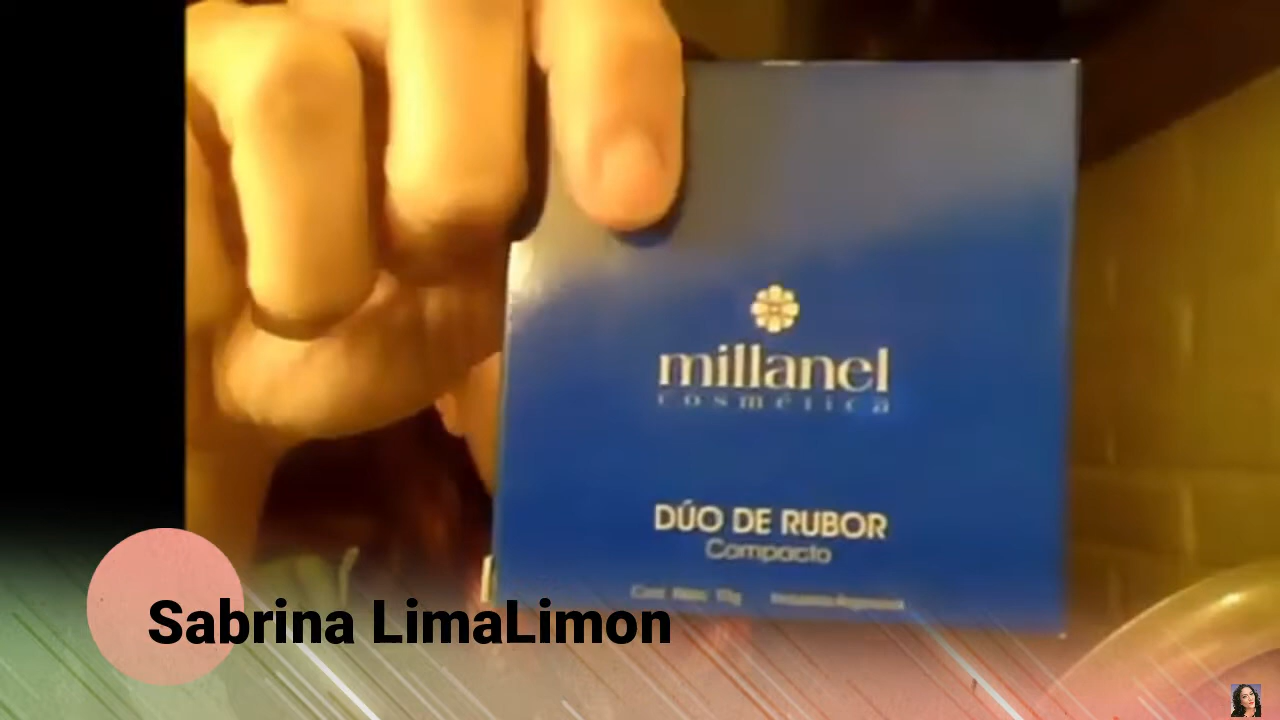 millanel
cosmética
DÚO DE RUBOR
Compacto
Sabrina LimaLimon